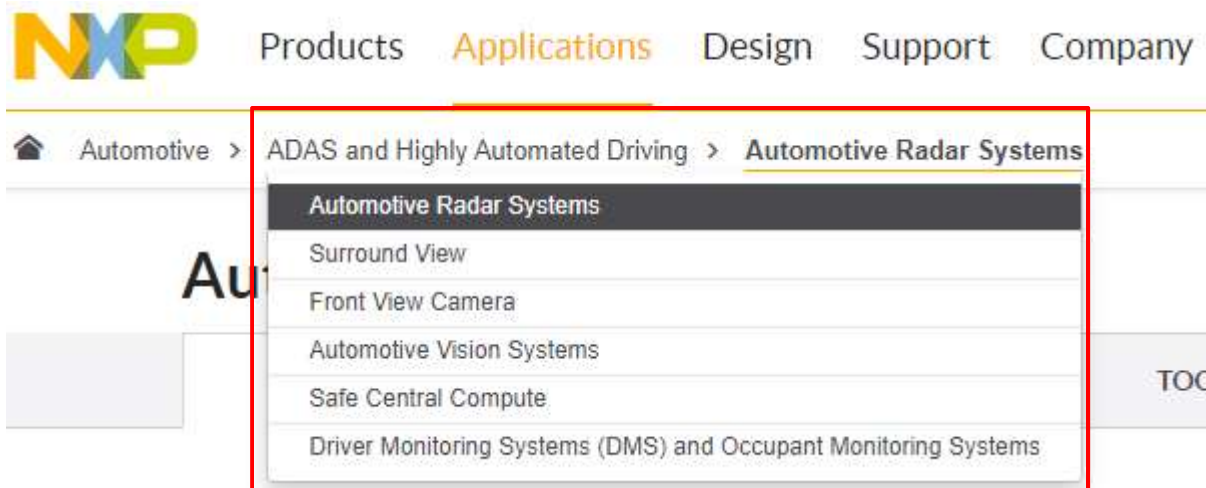 NXP Products Applications Design Support Company
Automotive > ADAS and Highly Automated Driving > Automotive Radar Systems
Automotive Radar Systems
Surround View
Front View Camera
Automotive Vision Systems
Safe Central Compute
Driver Monitoring Systems (DMS) and Occupant Monitoring Systems